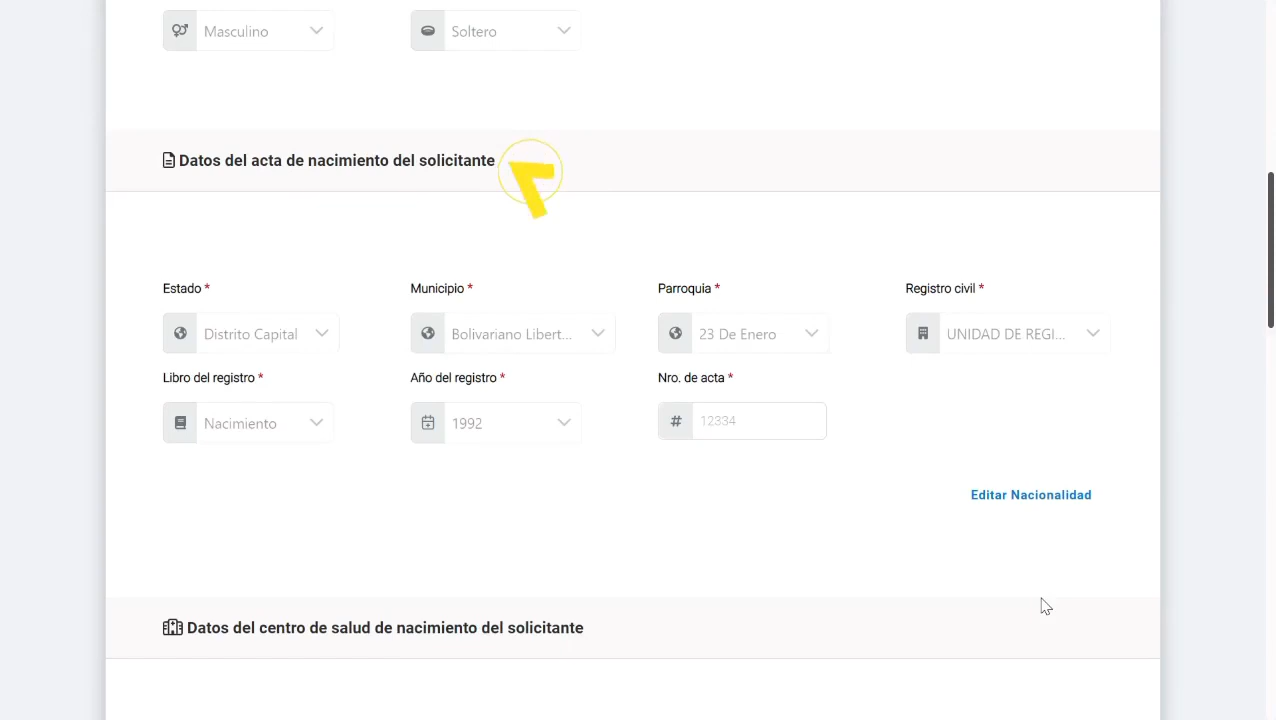 Masculino Soltero
Datos del acta de nacimiento del solicitante
Estado * Municipio * Parroquia * Registro civil *
Distrito Capital Bolivariano Libert... 23 De Enero UNIDAD DE REGI...
Libro del registro * Año del registro * Nro. de acta *
Nacimiento 1992 # 12334
Editar Nacionalidad
Datos del centro de salud de nacimiento del solicitante